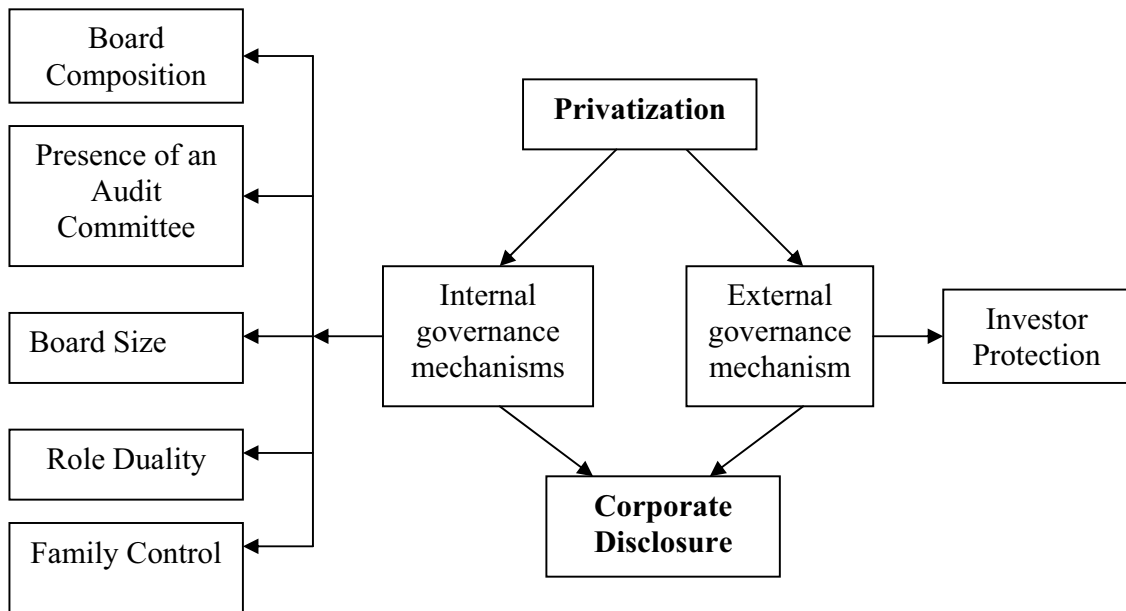 Board
Composition
Presence of an
Audit
Committee
Board Size
Role Duality
Family Control
Privatization
Internal
governance
mechanisms
External
governance
mechanism
Investor
Protection
Corporate
Disclosure